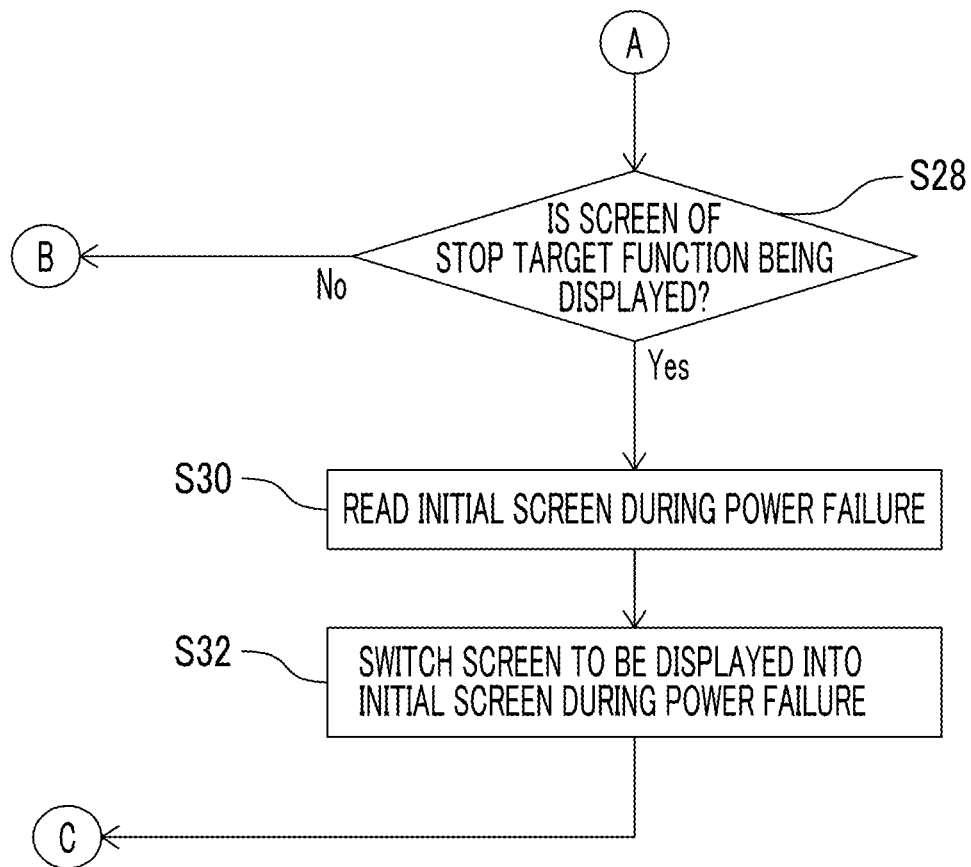 A
S28
IS SCREEN OF
STOP TARGET FUNCTION BEING
DISPLAYED?
B
No
Yes
S30
READ INITIAL SCREEN DURING POWER FAILURE
S32
SWITCH SCREEN TO BE DISPLAYED INTO
INITIAL SCREEN DURING POWER FAILURE
C